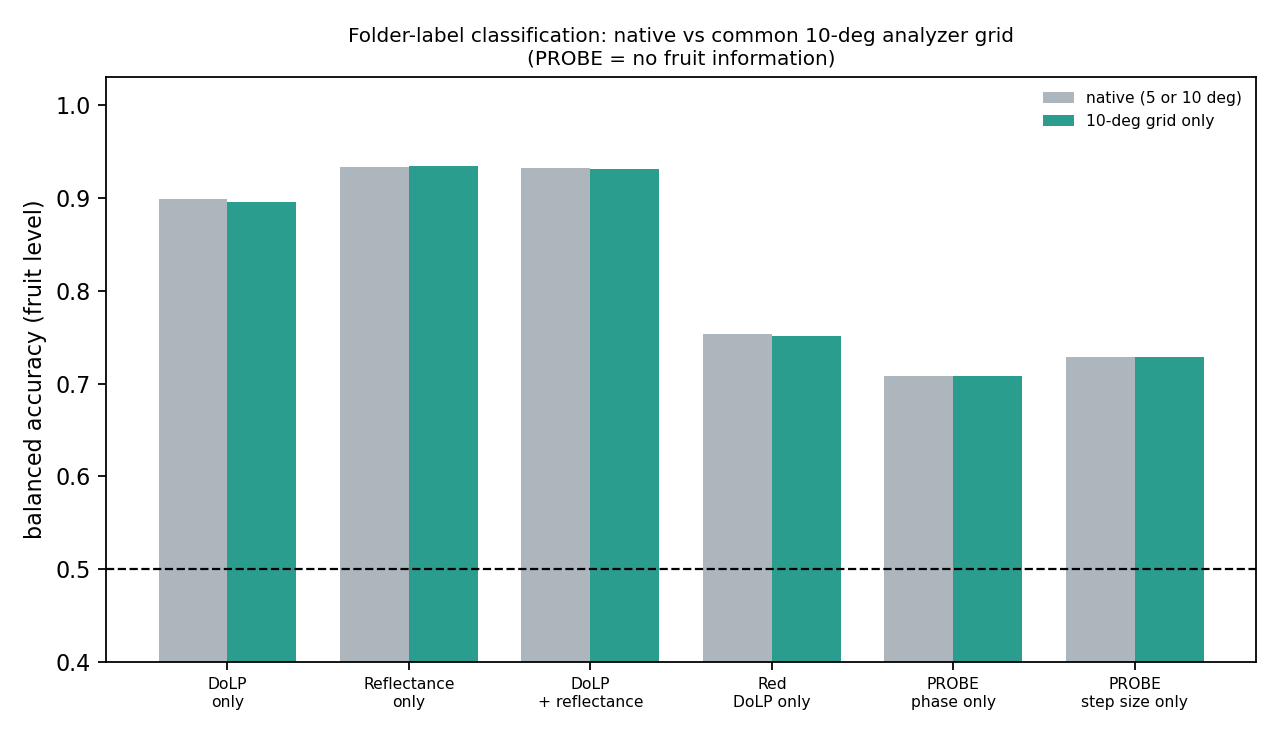 Folder-label classification: native vs common 10-deg analyzer grid
(PROBE = no fruit information)
native (5 or 10 deg)
10-deg grid only
balanced accuracy (fruit level)
1.0
0.9
0.8
0.7
0.6
0.5
0.4
DoLP
only
Reflectance
only
DoLP
+ reflectance
Red
DoLP only
PROBE
phase only
PROBE
step size only